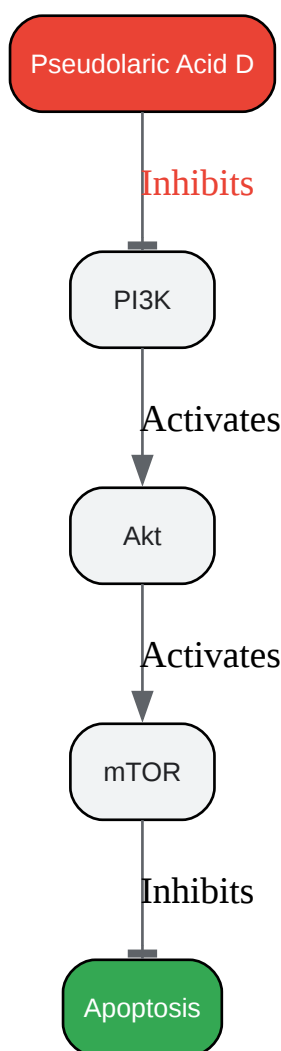 Pseudolaric Acid D
Inhibits
PI3K
Activates
Akt
Activates
mTOR
Inhibits
Apoptosis